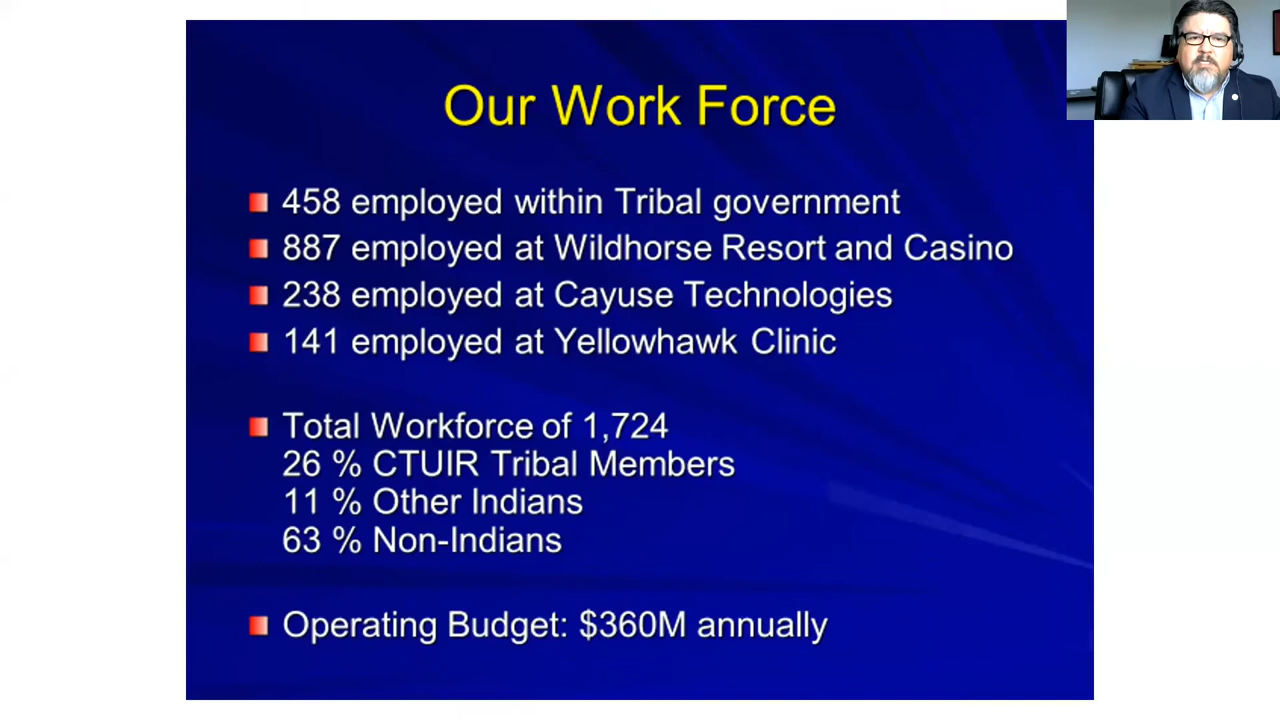 Our Work Force
458 employed within Tribal government
887 employed at Wildhorse Resort and Casino
238 employed at Cayuse Technologies
141 employed at Yellowhawk Clinic
Total Workforce of 1,724
26 % CTUIR Tribal Members
11 % Other Indians
63 % Non-Indians
Operating Budget: $360M annually